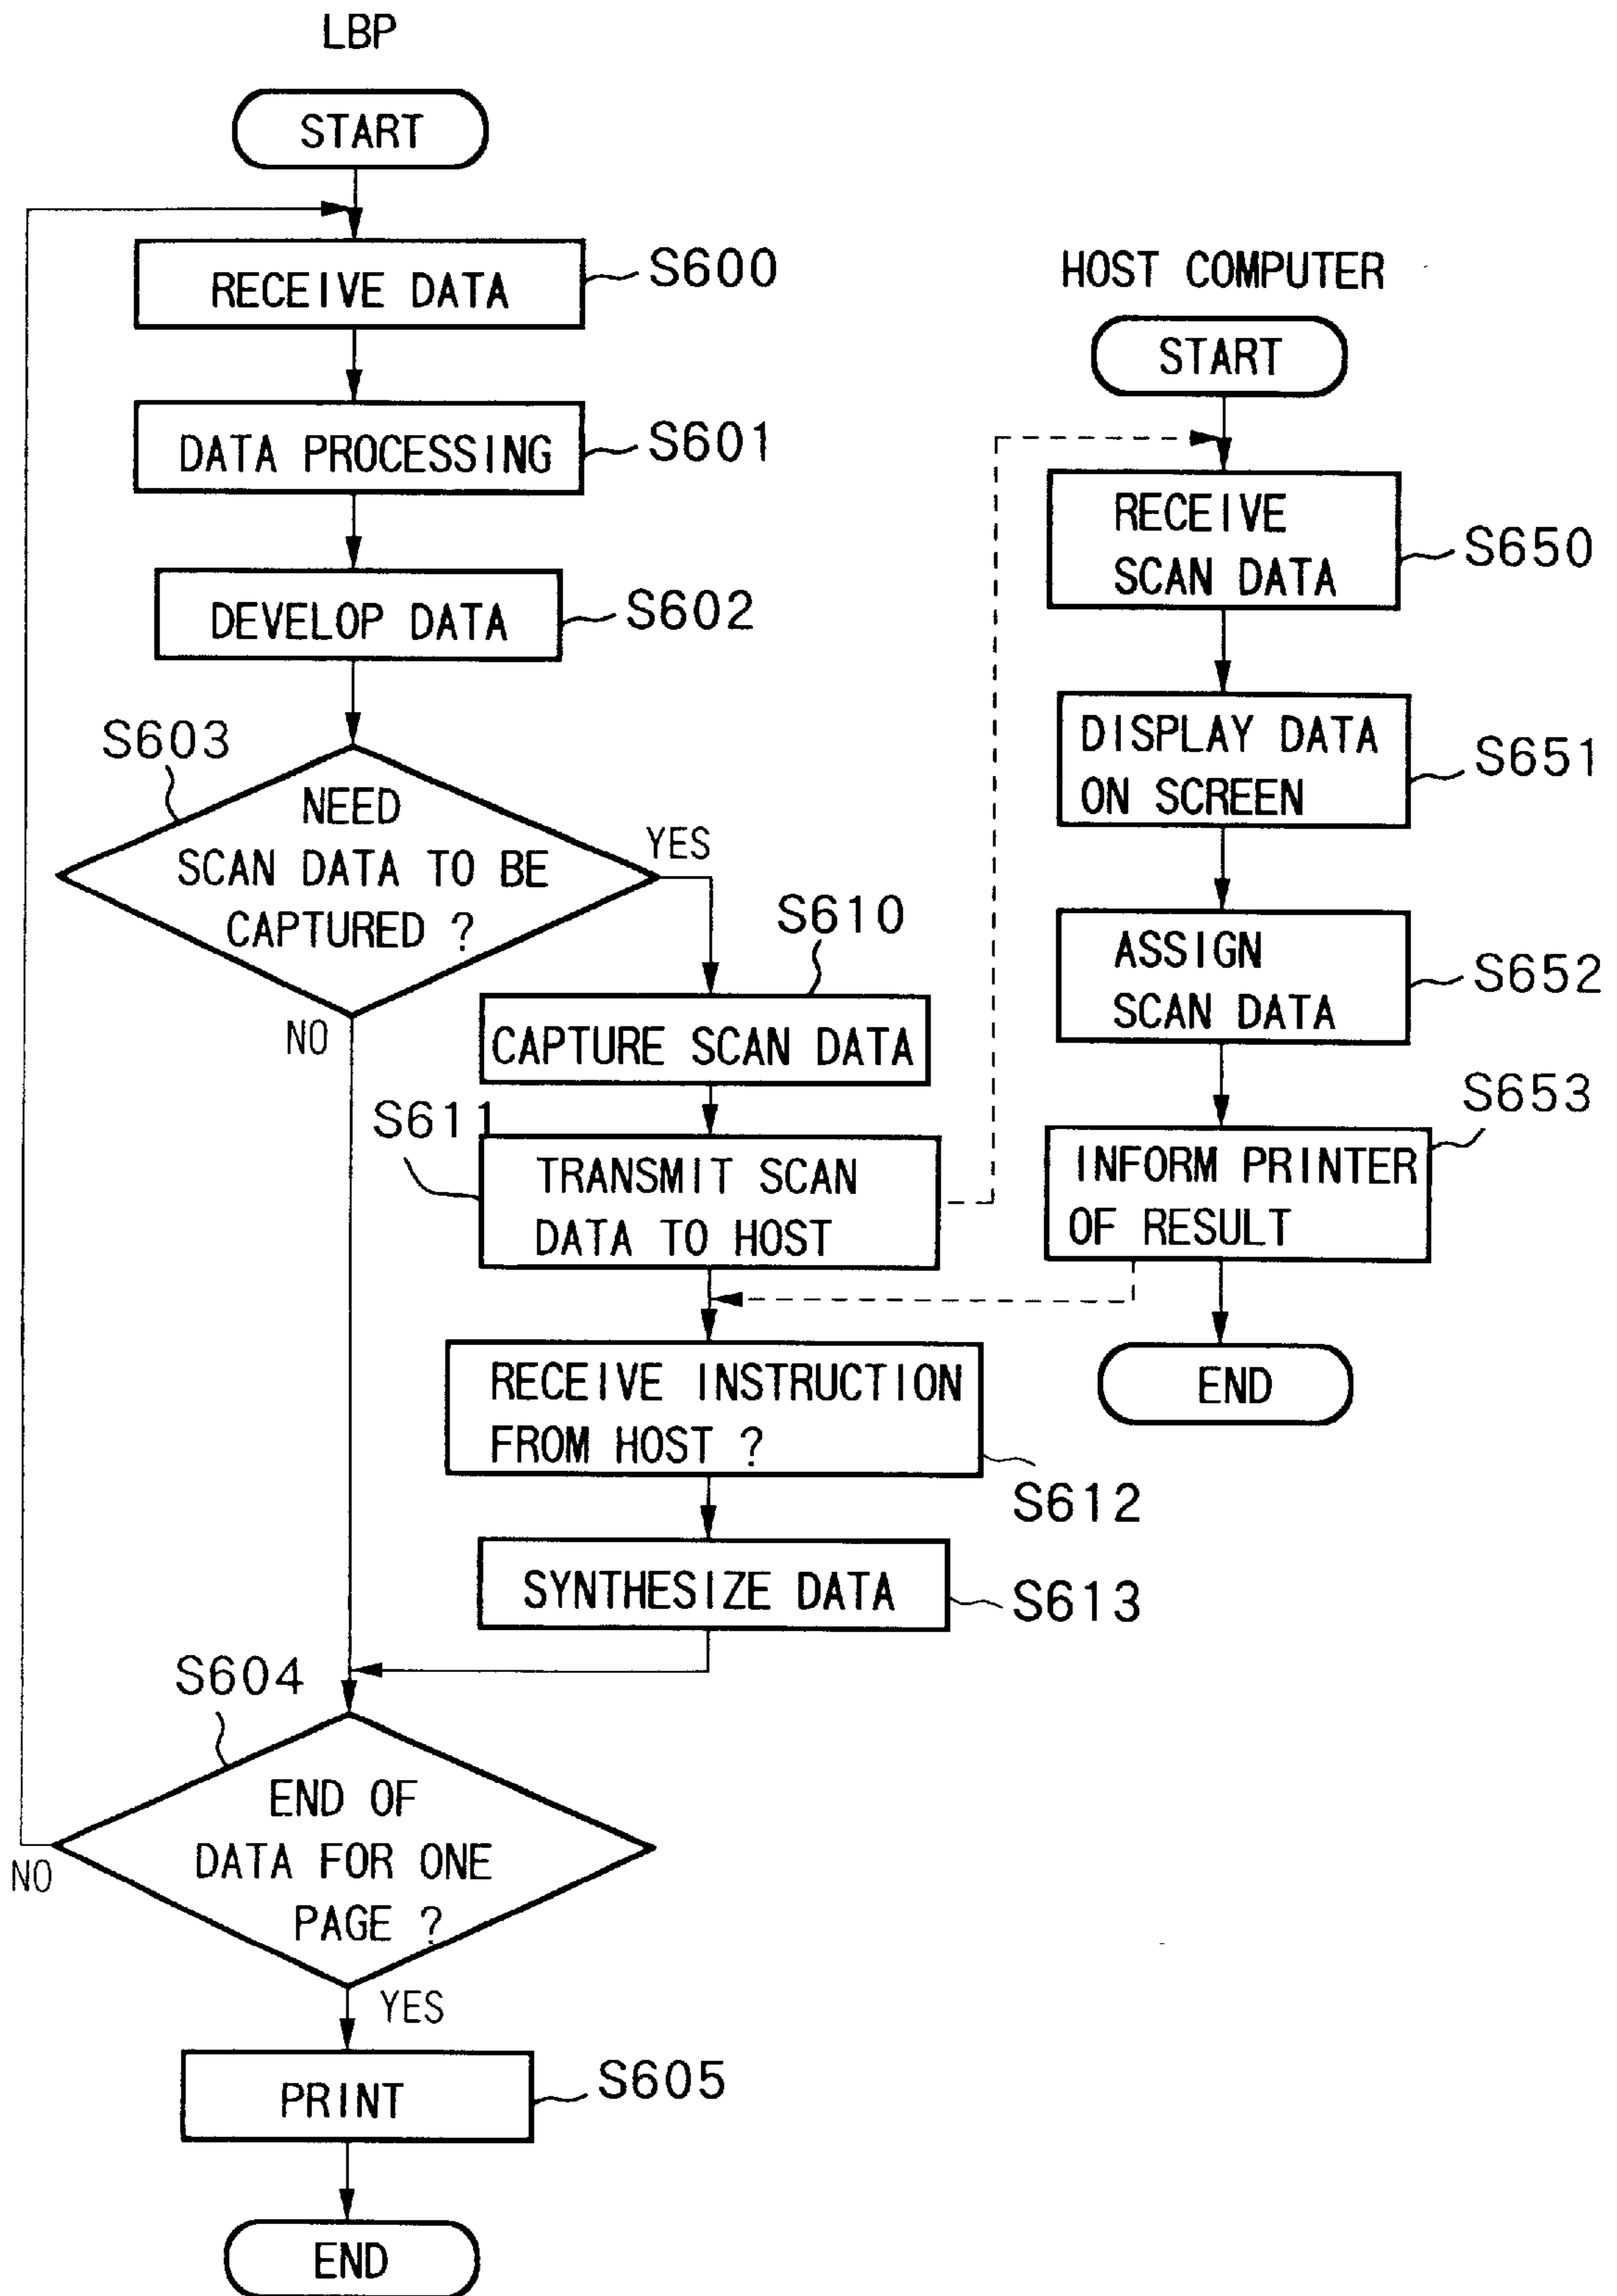 LBP
START
RECEIVE DATA
S600
DATA PROCESSING
S601
DEVELOP DATA
S602
S603
NEED
SCAN DATA TO BE
CAPTURED ?
YES
NO
S610
CAPTURE SCAN DATA
S611
TRANSMIT SCAN
DATA TO HOST
RECEIVE INSTRUCTION
FROM HOST ?
S612
SYNTHESIZE DATA
S613
S604
END OF
DATA FOR ONE
PAGE ?
NO
YES
PRINT
S605
END
HOST COMPUTER
START
RECEIVE
SCAN DATA
S650
DISPLAY DATA
ON SCREEN
S651
ASSIGN
SCAN DATA
S652
S653
INFORM PRINTER
OF RESULT
END